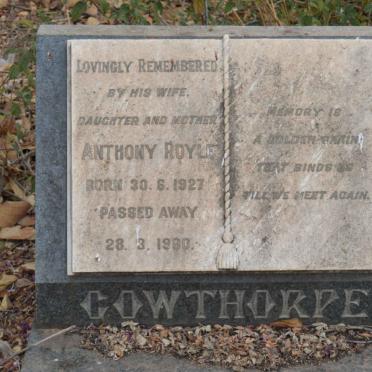 LOVINGLY REMEMBERED
BY HIS WIFE,
DAUGHTER AND MOTHER
ANTHONY ROYLE
BORN 30. 6. 1927
PASSED AWAY
28. 3. 1960.
MEMORY IS
A GOLDEN CHAIN
THAT BINDS US
TILL WE MEET AGAIN.
COWTHORPE